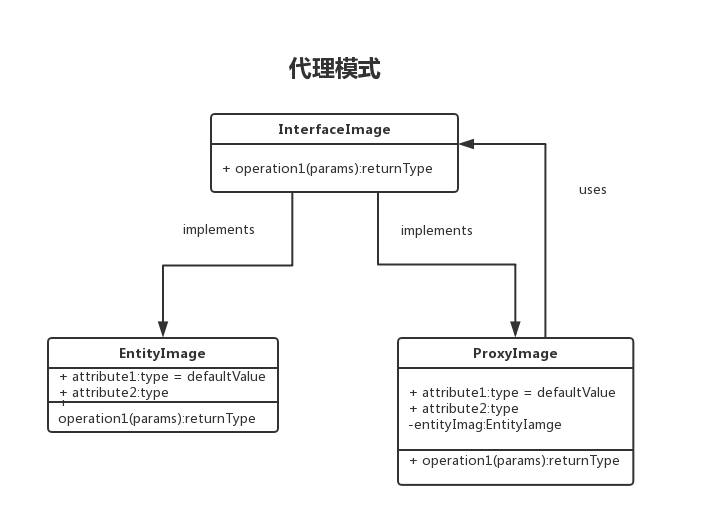 代理模式
InterfaceImage
+ operation1(params):returnType
uses
implements
implements
EntityImage
+ attribute1:type = defaultValue
+ attribute2:type
+
operation1(params):returnType
ProxyImage
+ attribute1:type = defaultValue
+ attribute2:type
-entityImag:EntityIamge
+ operation1(params):returnType